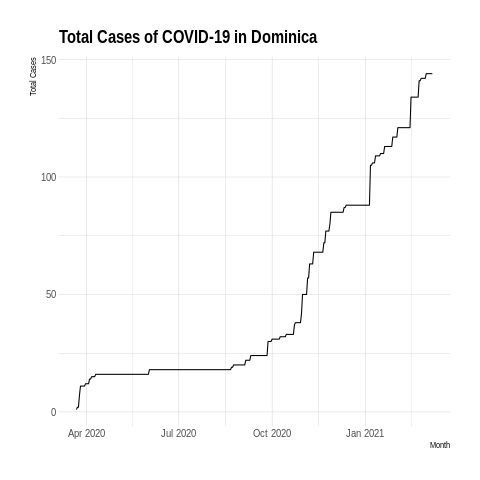 Total Cases of COVID-19 in Dominica
Total Cases
150
100
50
0
Apr 2020
Jul 2020
Oct 2020
Jan 2021
Month